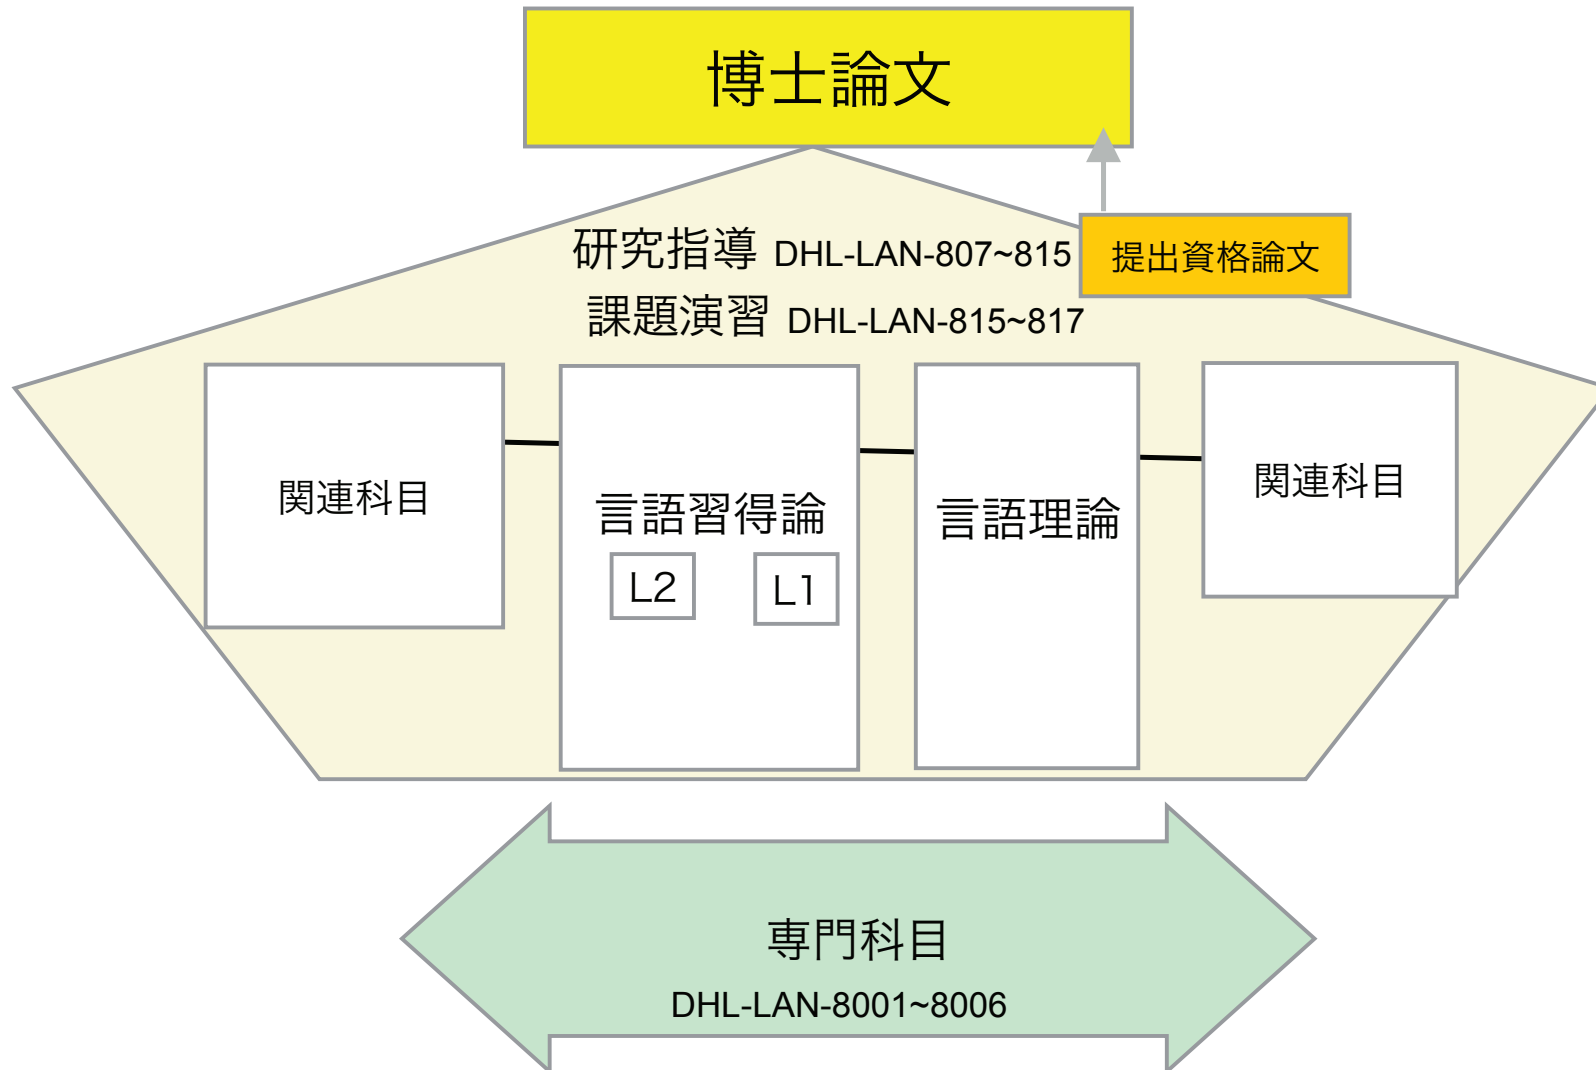 博士論文
研究指導 DHL-LAN-807~815
提出資格論文
課題演習 DHL-LAN-815~817
関連科目
言語習得論
L2
L1
言語理論
関連科目
専門科目
DHL-LAN-8001~8006